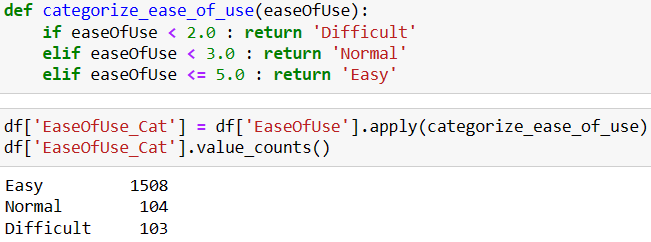 def categorize_ease_of_use(easeOfUse):
    if easeOfUse < 2.0 : return 'Difficult'
    elif easeOfUse < 3.0 : return 'Normal'
    elif easeOfUse <= 5.0 : return 'Easy'
df['EaseOfUse_Cat'] = df['EaseOfUse'].apply(categorize_ease_of_use)
df['EaseOfUse_Cat'].value_counts()
Easy         1508
Normal        104
Difficult     103